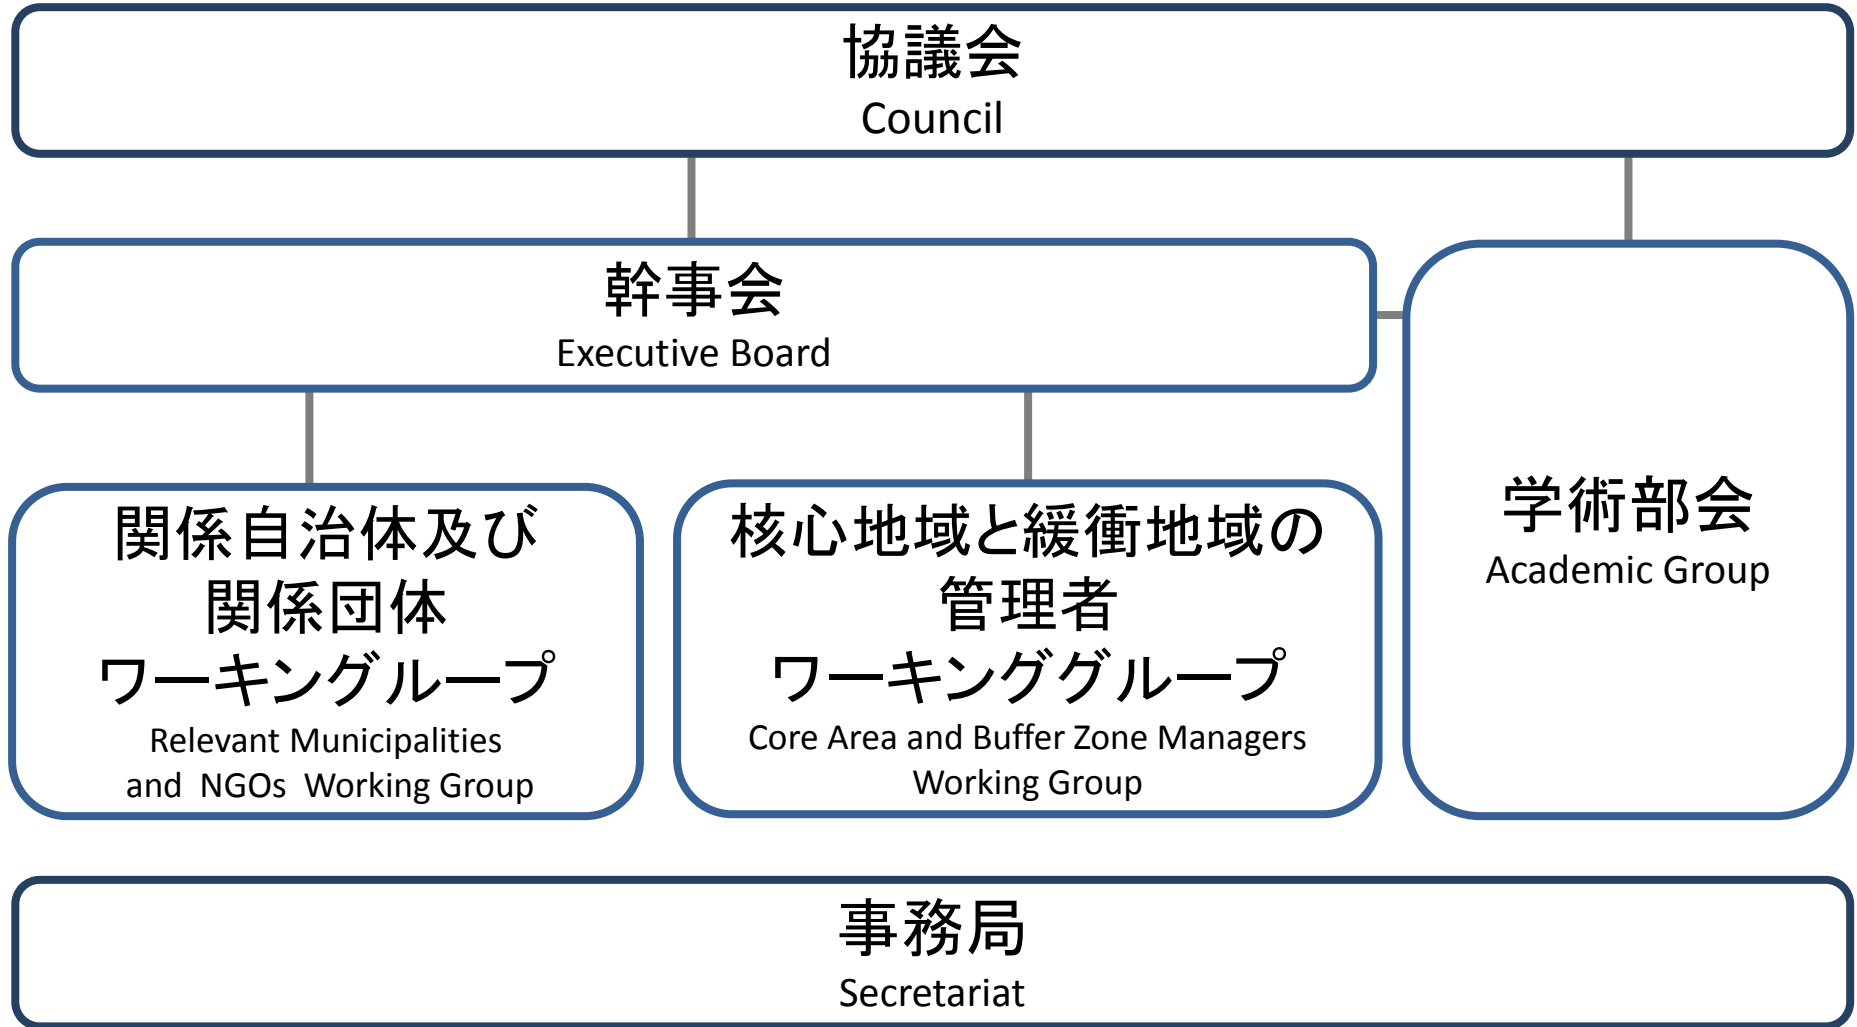 協議会
Council
幹事会
Executive Board
関係自治体及び
関係団体
ワーキングループ
Relevant Municipalities
and NGOs Working Group
核心地域と緩衝地域の
管理者
ワーキンググループ
Core Area and Buffer Zone Managers
Working Group
学術部会
Academic Group
事務局
Secretariat